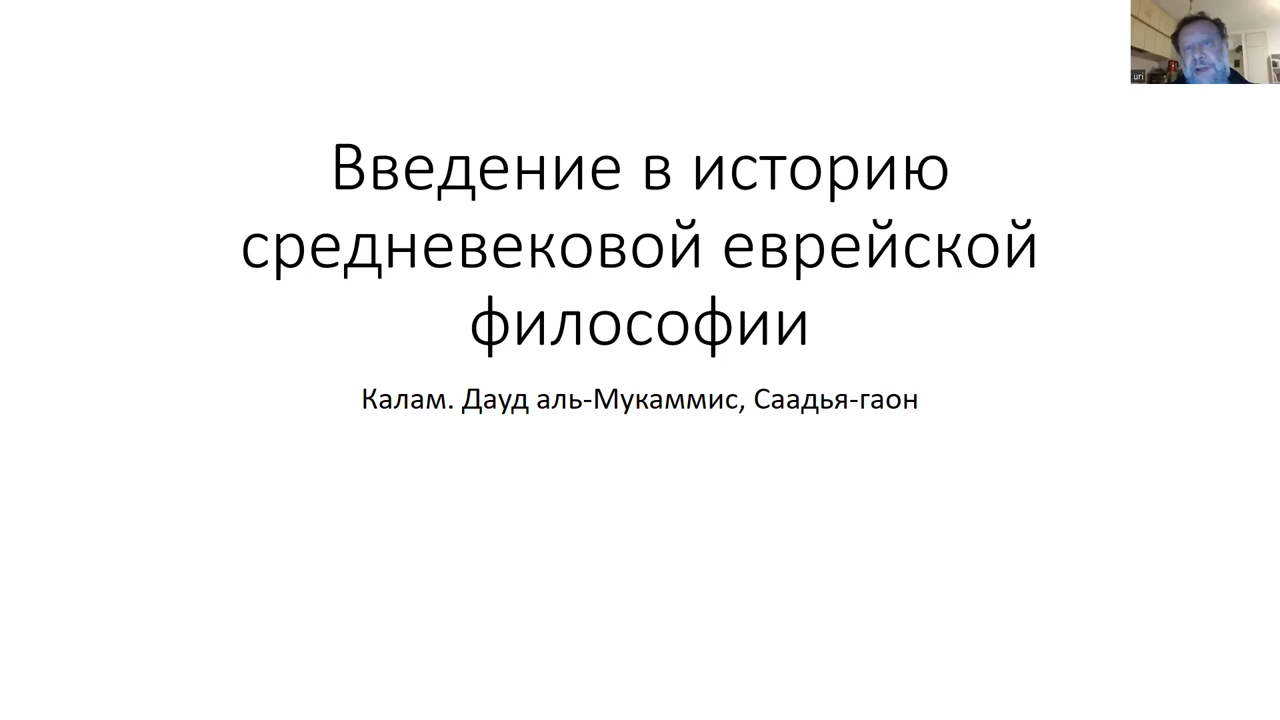 uri
Введение в историю
средневековой еврейской
философии
Калам. Дауд аль-Мукаммис, Саадья-гаон